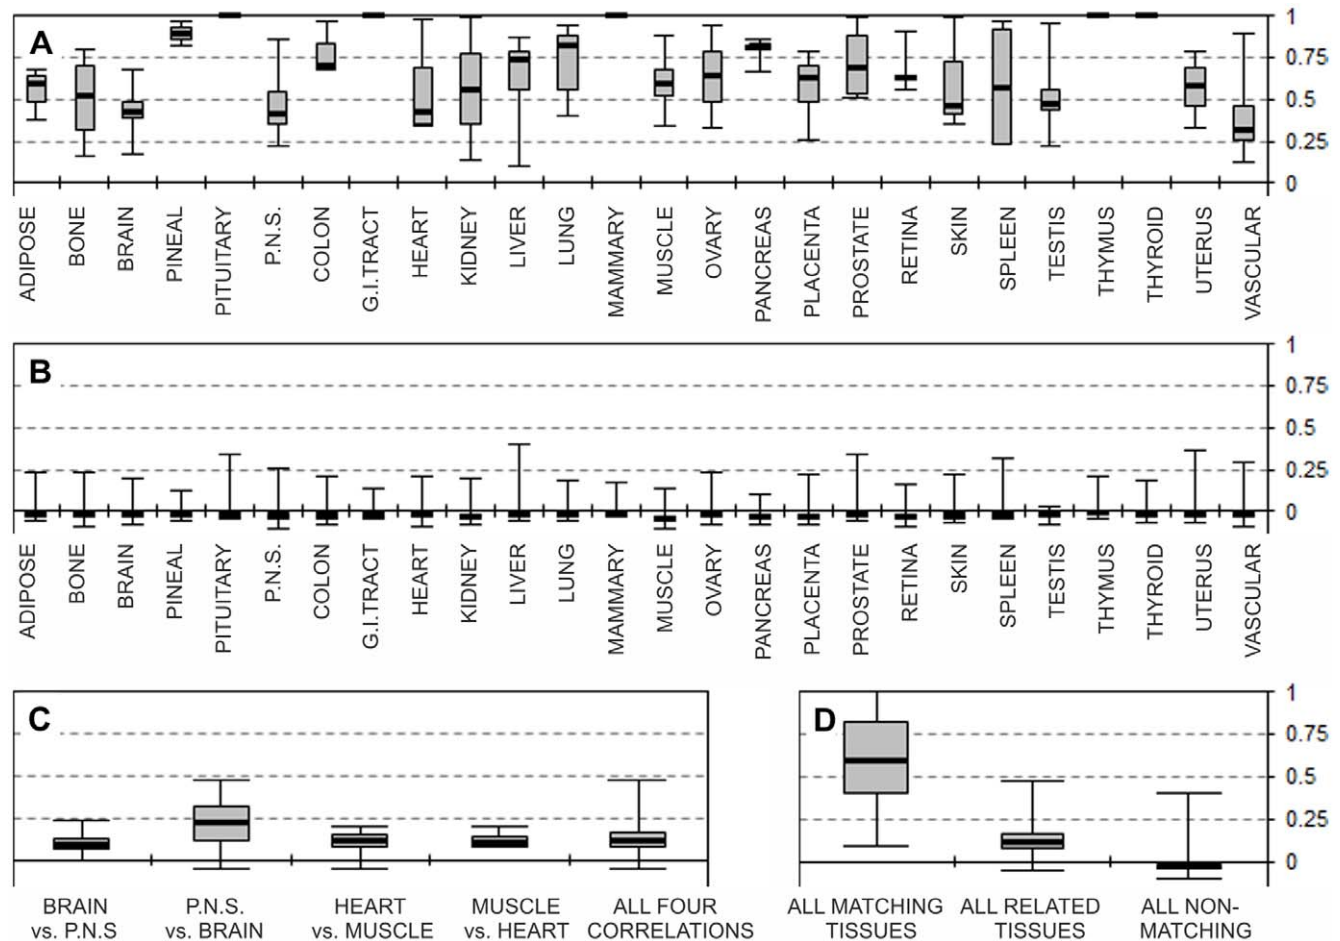 A
1
0.75
0.5
0.25
0
ADIPOSE
BONE
BRAIN
PINEAL
PITUITARY
P.N.S.
COLON
G.I.TRACT
HEART
KIDNEY
LIVER
LUNG
MAMMARY
MUSCLE
OVARY
PANCREAS
PLACENTA
PROSTATE
RETINA
SKIN
SPLEEN
TESTIS
THYMUS
THYROID
UTERUS
VASCULAR
B
1
0.75
0.5
0.25
0
ADIPOSE
BONE
BRAIN
PINEAL
PITUITARY
P.N.S.
COLON
G.I.TRACT
HEART
KIDNEY
LIVER
LUNG
MAMMARY
MUSCLE
OVARY
PANCREAS
PLACENTA
PROSTATE
RETINA
SKIN
SPLEEN
TESTIS
THYMUS
THYROID
UTERUS
VASCULAR
C
BRAIN
vs. P.N.S
P.N.S.
vs. BRAIN
HEART
vs. MUSCLE
MUSCLE
vs. HEART
ALL FOUR
CORRELATIONS
D
1
0.75
0.5
0.25
0
ALL MATCHING
TISSUES
ALL RELATED
TISSUES
ALL NON-
MATCHING